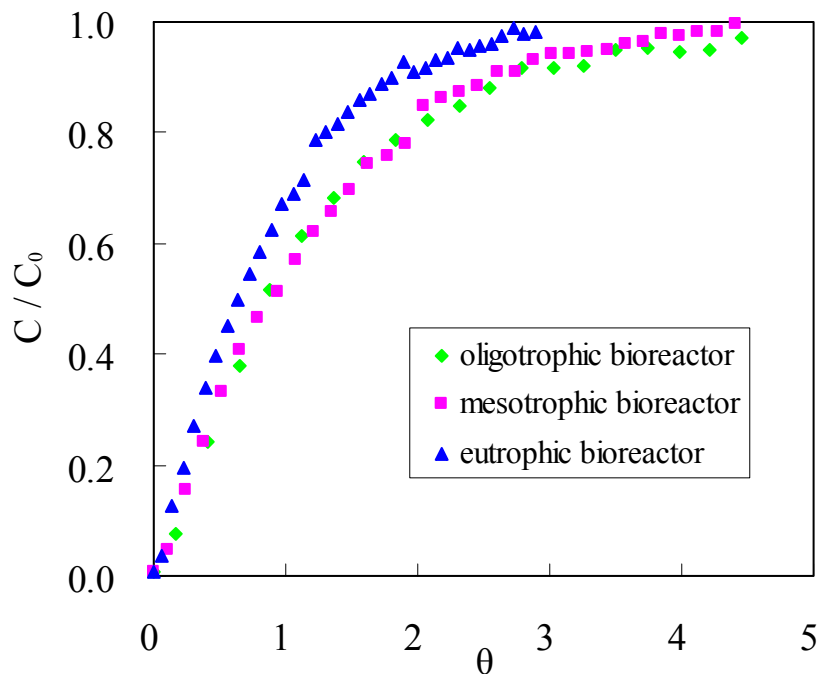 1.0
0.8
0.6
0.4
0.2
0.0
C / C₀
oligotrophic bioreactor
mesotrophic bioreactor
eutrophic bioreactor
0 1 2 3 4 5
θ